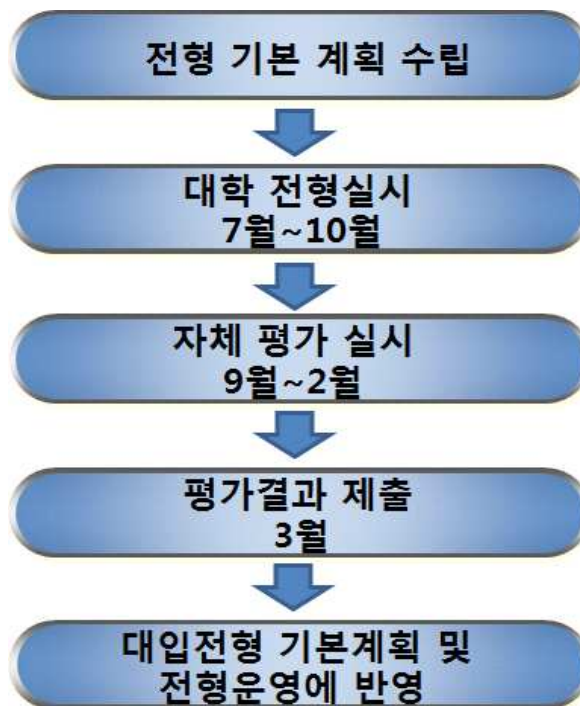 전형 기본 계획 수립
대학 전형실시
7월~10월
자체 평가 실시
9월~2월
평가결과 제출
3월
대입전형 기본계획 및
전형운영에 반영